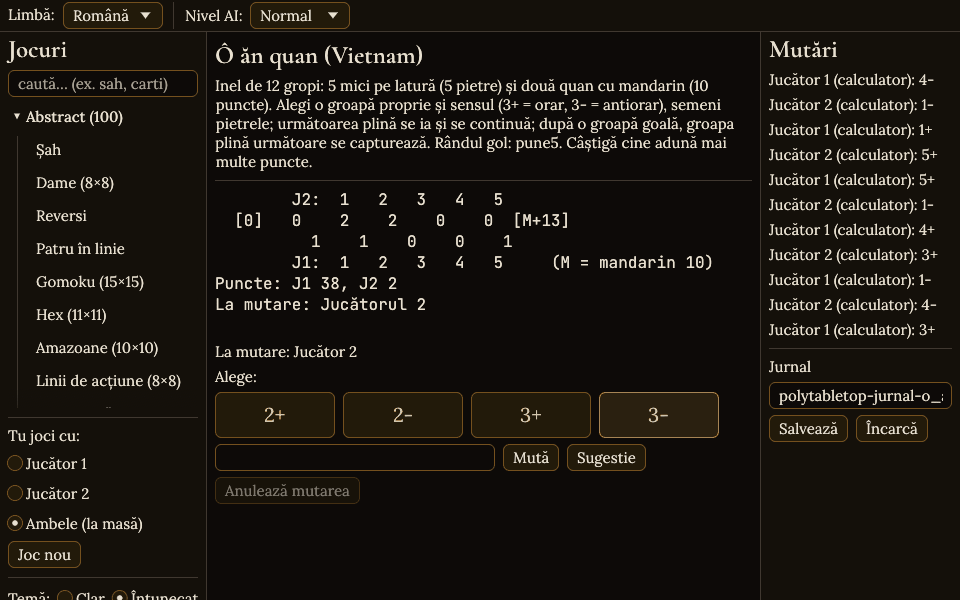 Limbă: Română ▼ Nivel AI: Normal ▼
Jocuri
caută... (ex. sah, carti)
▾ Abstract (100)
Șah
Dame (8×8)
Reversi
Patru în linie
Gomoku (15×15)
Hex (11×11)
Amazoane (10×10)
Linii de acțiune (8×8)
Tu joci cu:
Jucător 1
Jucător 2
Ambele (la masă)
Joc nou
Temă: Clar Întunecat
Ô ăn quan (Vietnam)
Inel de 12 gropi: 5 mici pe latură (5 pietre) și două quan cu mandarin (10
puncte). Alegi o groapă proprie și sensul (3+ = orar, 3- = antiorar), semeni
pietrele; următoarea plină se ia și se continuă; după o groapă goală, groapa
plină următoare se capturează. Rândul gol: pune5. Câștigă cine adună mai
multe puncte.
J2: 1 2 3 4 5
[0] 0 2 2 0 0 [M+13]
1 1 0 0 1
J1: 1 2 3 4 5 (M = mandarin 10)
Puncte: J1 38, J2 2
La mutare: Jucătorul 2
La mutare: Jucător 2
Alege:
2+ 2- 3+ 3-
Mută Sugestie
Anulează mutarea
Mutări
Jucător 1 (calculator): 4-
Jucător 2 (calculator): 1-
Jucător 1 (calculator): 1+
Jucător 2 (calculator): 5+
Jucător 1 (calculator): 5+
Jucător 2 (calculator): 1-
Jucător 1 (calculator): 4+
Jucător 2 (calculator): 3+
Jucător 1 (calculator): 1-
Jucător 2 (calculator): 4-
Jucător 1 (calculator): 3+
Jurnal
polytabletop-jurnal-o_
Salvează Încarcă